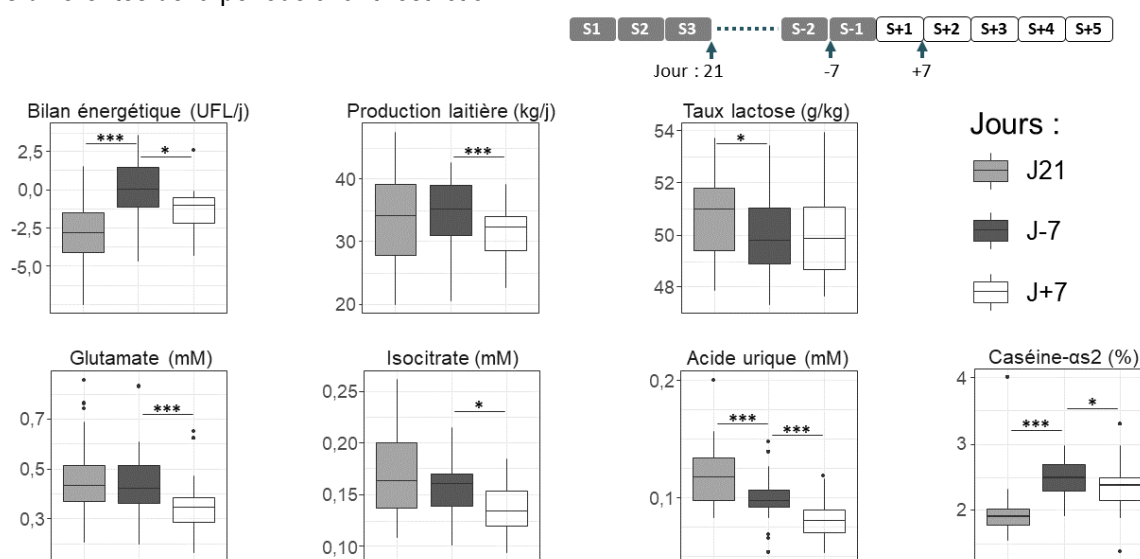 S1 S2 S3 S-2 S-1 S+1 S+2 S+3 S+4 S+5
Jour : 21 -7 +7
Bilan énergétique (UFL/j)
2,5
0,0
-2,5
-5,0
***
*
Production laitière (kg/j)
40
30
20
***
Taux lactose (g/kg)
54
52
50
48
*
Jours :
J21
J-7
J+7
Glutamate (mM)
0,7
0,5
0,3
***
Isocitrate (mM)
0,25
0,20
0,15
0,10
*
Acide urique (mM)
0,2
0,1
***
***
Caséine-αs2 (%)
4
3
2
***
*